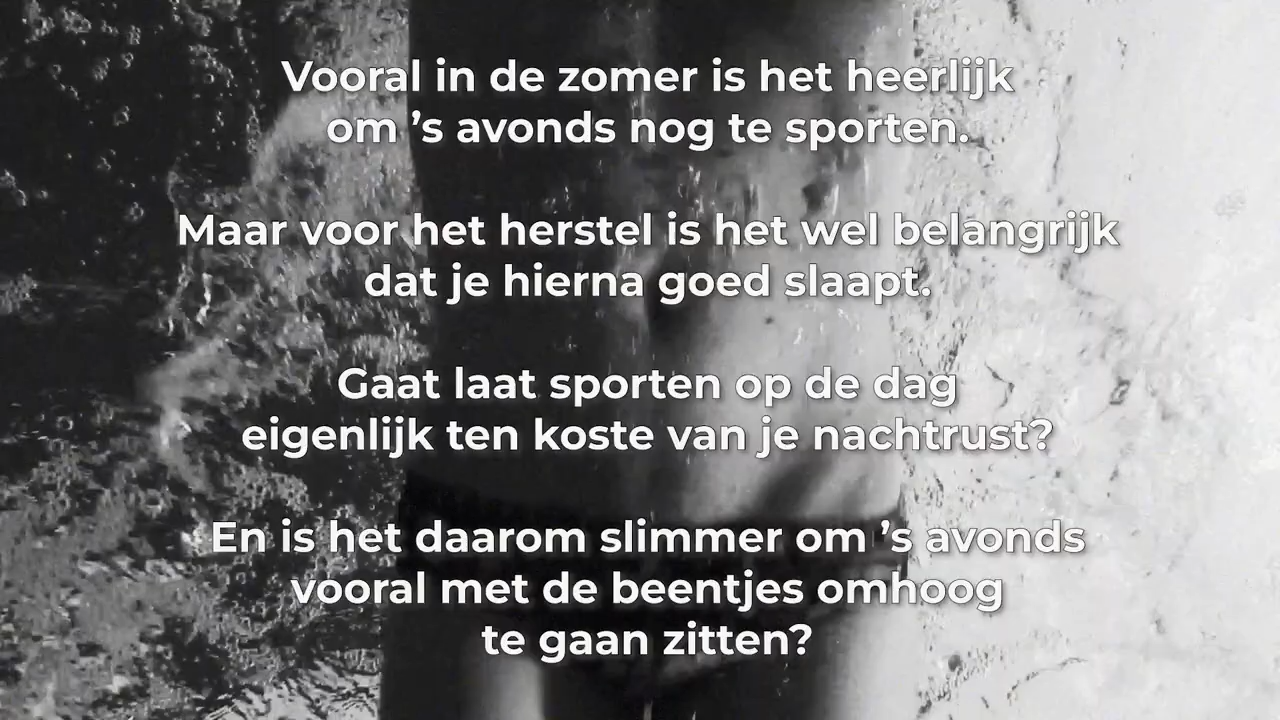 Vooral in de zomer is het heerlijk
om ’s avonds nog te sporten.
Maar voor het herstel is het wel belangrijk
dat je hierna goed slaapt.
Gaat laat sporten op de dag
eigenlijk ten koste van je nachtrust?
En is het daarom slimmer om ’s avonds
vooral met de beentjes omhoog
te gaan zitten?